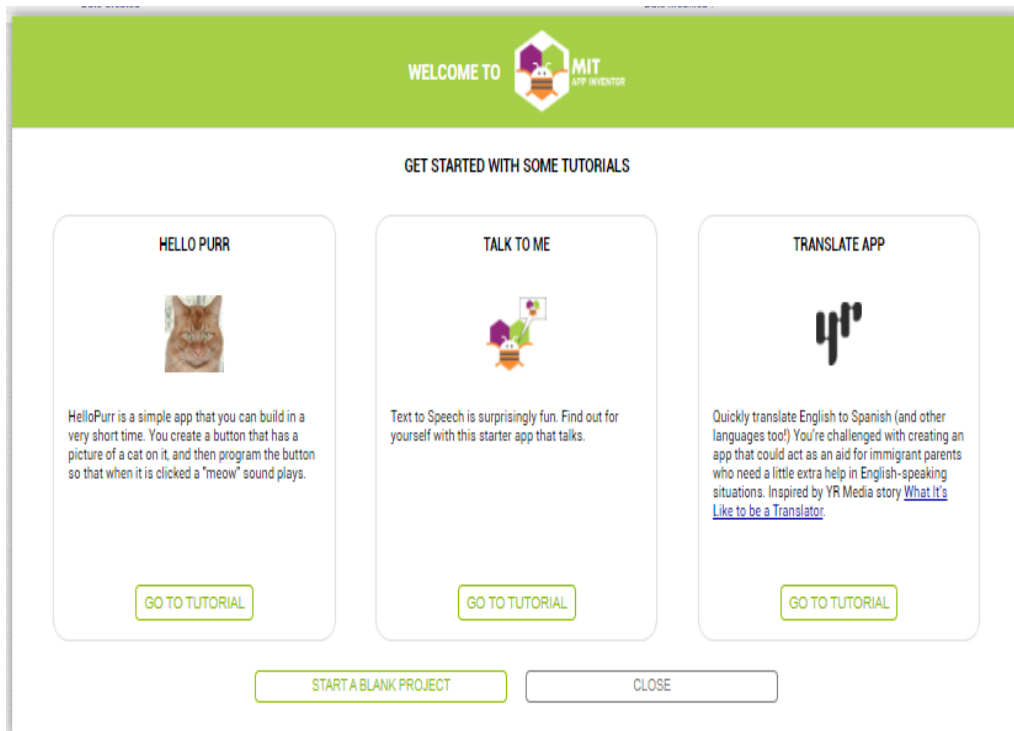 WELCOME TO
MIT
APP INVENTOR
GET STARTED WITH SOME TUTORIALS
HELLO PURR
HelloPurr is a simple app that you can build in a
very short time. You create a button that has a
picture of a cat on it, and then program the button
so that when it is clicked a "meow" sound plays.
GO TO TUTORIAL
TALK TO ME
Text to Speech is surprisingly fun. Find out for
yourself with this starter app that talks.
GO TO TUTORIAL
TRANSLATE APP
yr
Quickly translate English to Spanish (and other
languages too!) You're challenged with creating an
app that could act as an aid for immigrant parents
who need a little extra help in English-speaking
situations. Inspired by YR Media story What It's
Like to be a Translator.
GO TO TUTORIAL
START A BLANK PROJECT
CLOSE